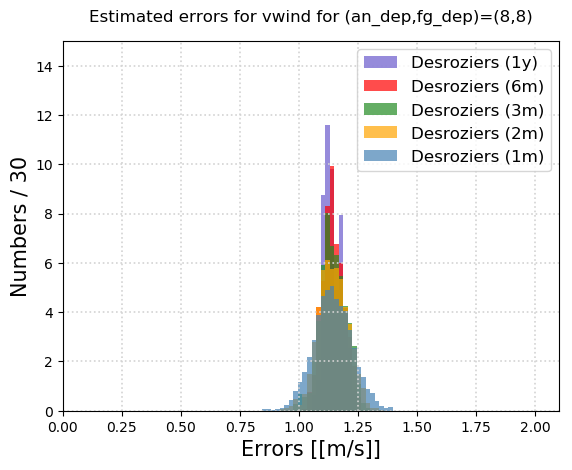 Estimated errors for vwind for (an_dep,fg_dep)=(8,8)
Desroziers (1y)
Desroziers (6m)
Desroziers (3m)
Desroziers (2m)
Desroziers (1m)
Numbers / 30
14
12
10
8
6
4
2
0
0.00 0.25 0.50 0.75 1.00 1.25 1.50 1.75 2.00
Errors [[m/s]]